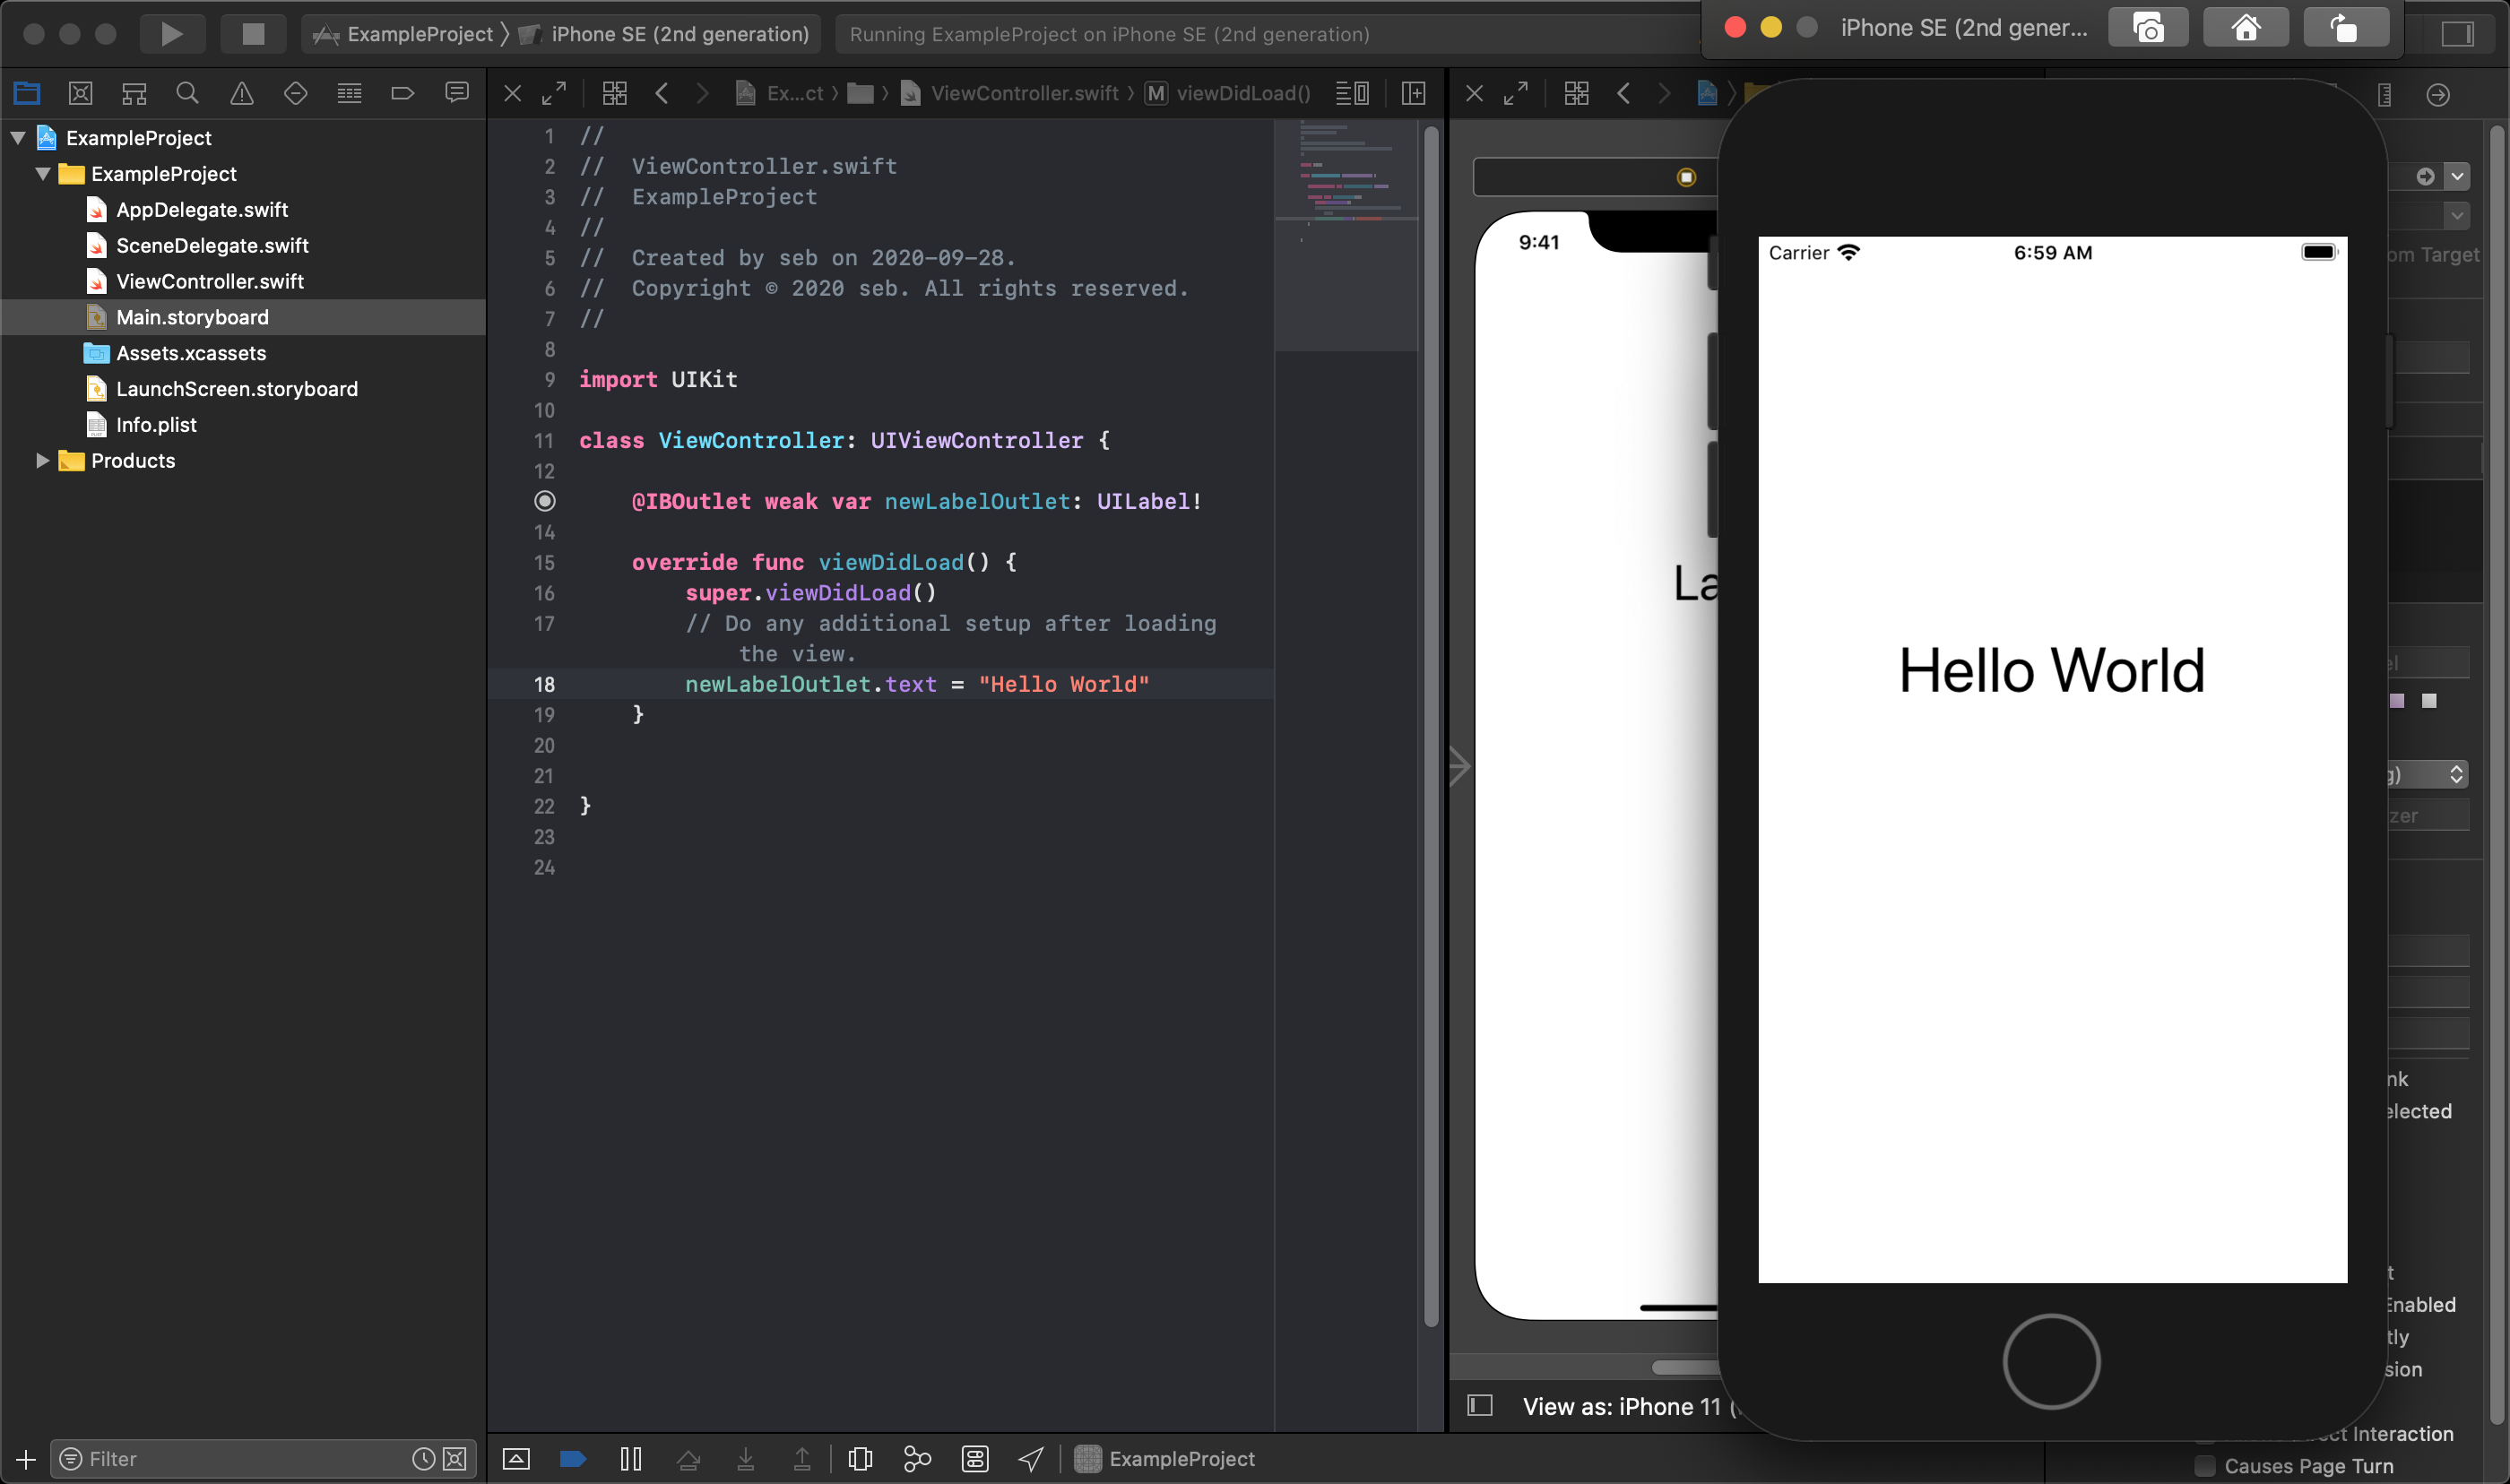 ExampleProject
iPhone SE (2nd generation)
Running ExampleProject on iPhone SE (2nd generation)
iPhone SE (2nd gener...
Ex...ct
ViewController.swift
M
viewDidLoad()
ExampleProject
ExampleProject
AppDelegate.swift
SceneDelegate.swift
ViewController.swift
Main.storyboard
Assets.xcassets
LaunchScreen.storyboard
Info.plist
Products
Filter
1 //
2 //  ViewController.swift
3 //  ExampleProject
4 //
5 //  Created by seb on 2020-09-28.
6 //  Copyright © 2020 seb. All rights reserved.
7 //
8
9 import UIKit
10
11 class ViewController: UIViewController {
12
@IBOutlet weak var newLabelOutlet: UILabel!
14
15 override func viewDidLoad() {
16 super.viewDidLoad()
17 // Do any additional setup after loading
the view.
18 newLabelOutlet.text = "Hello World"
19 }
20
21
22 }
23
24
ExampleProject
9:41
La
View as: iPhone 11 (
Carrier
6:59 AM
Hello World
om Target
el
g)
zer
nk
elected
t
Enabled
tly
sion
ct Interaction
Causes Page Turn